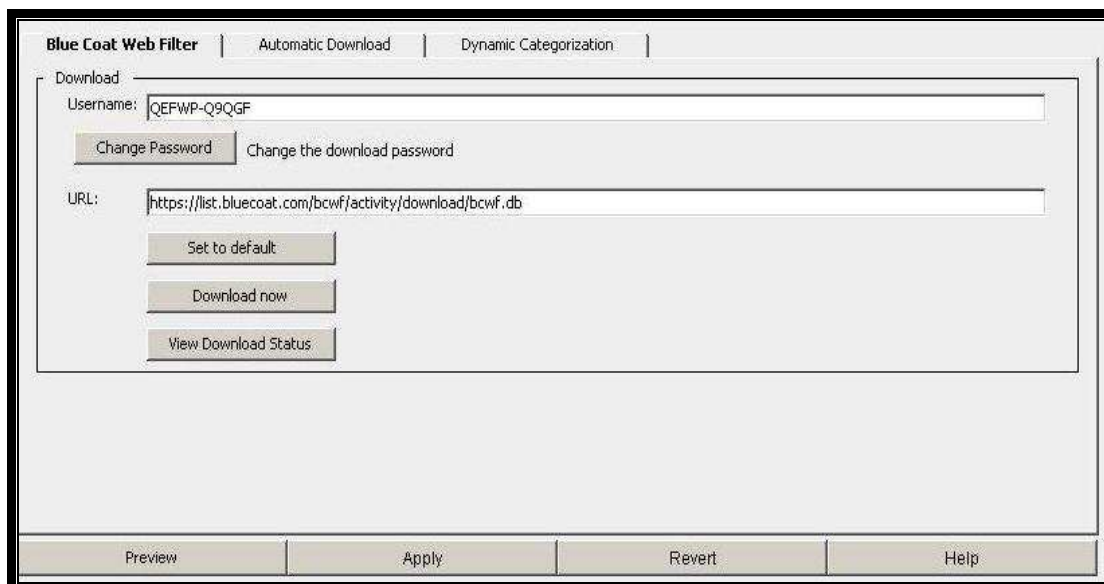 Blue Coat Web Filter Automatic Download Dynamic Categorization
Download
Username: QEFWP-Q9QGF
Change Password Change the download password
URL: https://list.bluecoat.com/bcwf/activity/download/bcwf.db
Set to default
Download now
View Download Status
Preview Apply Revert Help